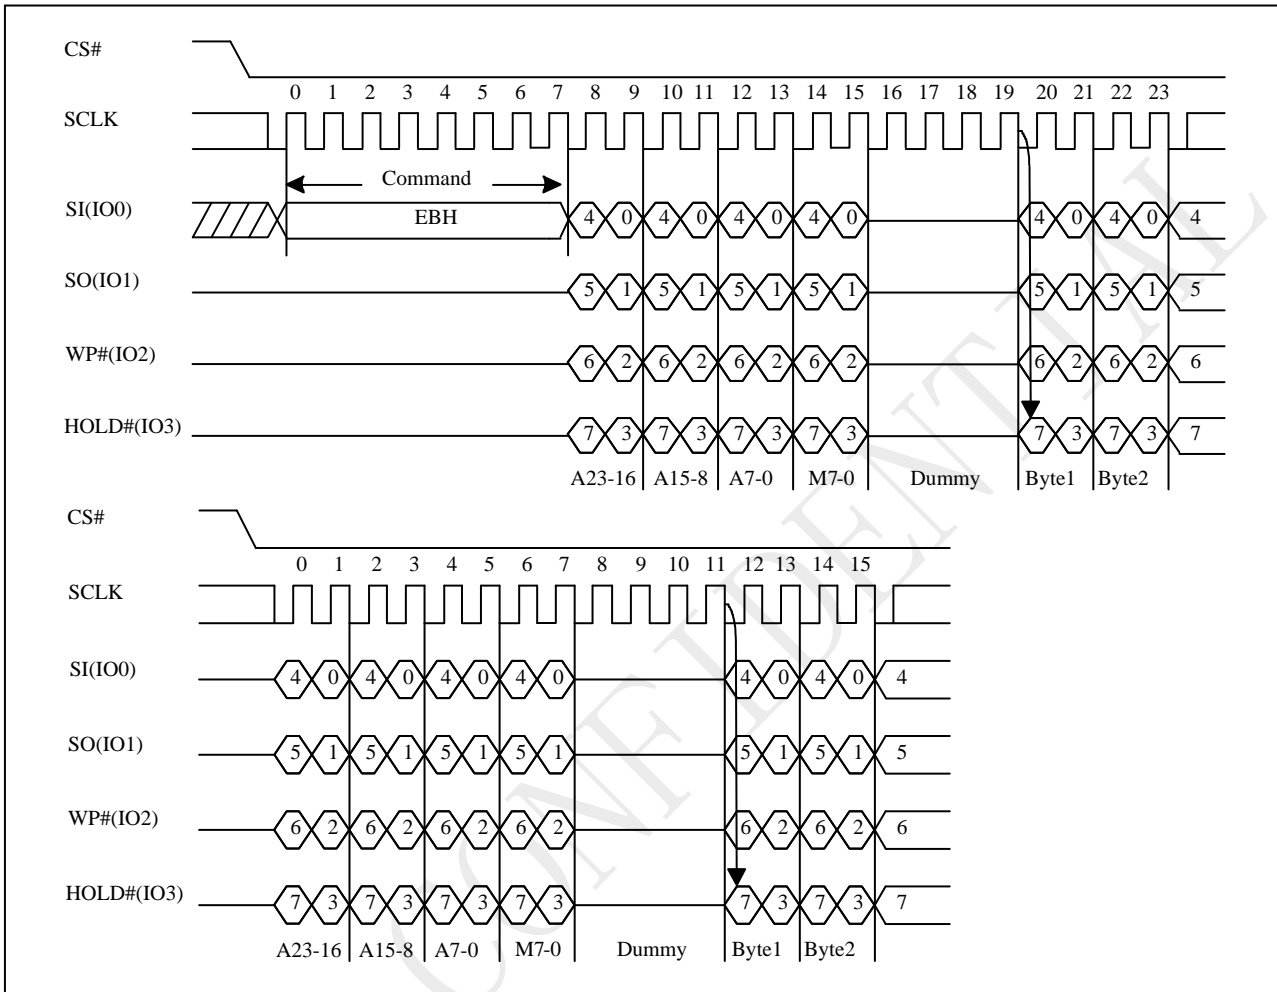 CS#
0 1 2 3 4 5 6 7 8 9 10 11 12 13 14 15 16 17 18 19 20 21 22 23
SCLK
Command
SI(IO0) EBH 4 0 4 0 4 0 4 0 4 0 4 0 4
SO(IO1) 5 1 5 1 5 1 5 1 5 1 5 1 5
WP#(IO2) 6 2 6 2 6 2 6 2 6 2 6 2 6
HOLD#(IO3) 7 3 7 3 7 3 7 3 7 3 7 3 7
A23-16 A15-8 A7-0 M7-0 Dummy Byte1 Byte2
CS#
0 1 2 3 4 5 6 7 8 9 10 11 12 13 14 15
SCLK
SI(IO0) 4 0 4 0 4 0 4 0 4 0 4 0 4
SO(IO1) 5 1 5 1 5 1 5 1 5 1 5 1 5
WP#(IO2) 6 2 6 2 6 2 6 2 6 2 6 2 6
HOLD#(IO3) 7 3 7 3 7 3 7 3 7 3 7 3 7
A23-16 A15-8 A7-0 M7-0 Dummy Byte1 Byte2
CONFIDENTIAL